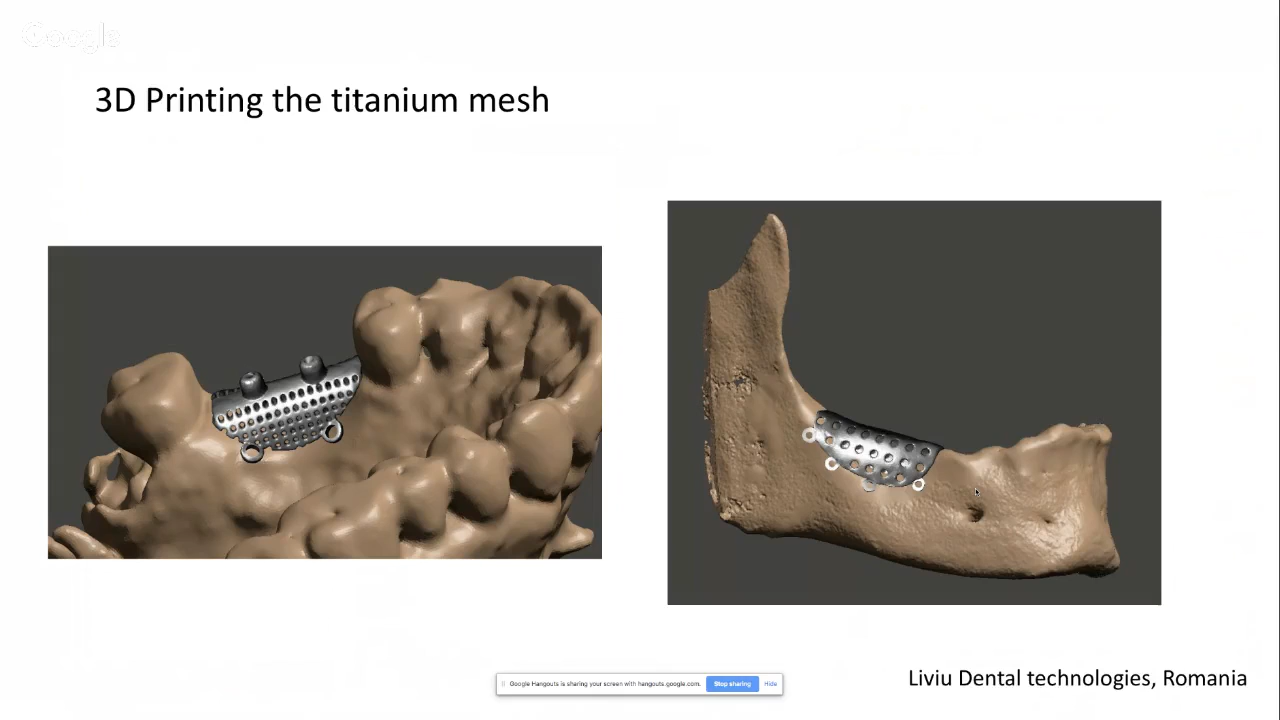 Google
3D Printing the titanium mesh
Google Hangouts is sharing your screen with hangouts.google.com.
Stop sharing
Hide
Liviu Dental technologies, Romania